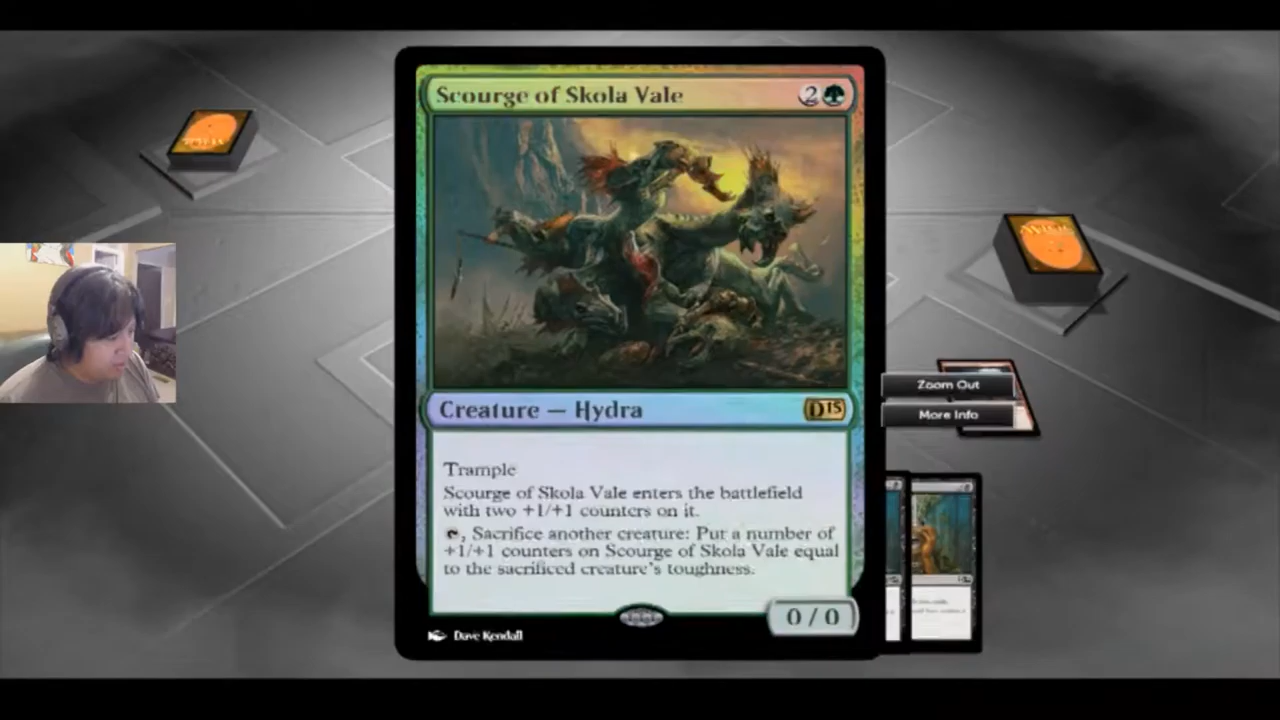 Scourge of Skola Vale 2
Creature — Hydra
D15
Trample
Scourge of Skola Vale enters the battlefield
with two +1/+1 counters on it.
, Sacrifice another creature: Put a number of
+1/+1 counters on Scourge of Skola Vale equal
to the sacrificed creature's toughness.
0/0
Dave Kendall
Zoom Out
More Info